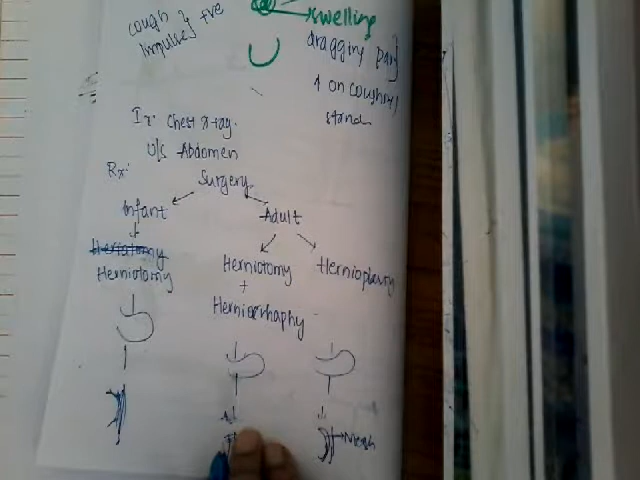 cough } +ve
impulse
swelling
dragging pain
↑ on coughing,
stand
Ix: Chest x-ray.
U/S Abdomen
Rx:
Surgery
Infant
Adult
Herniotomy
Herniotomy
Herniotomy
+
Herniorrhaphy
Hernioplasty
Mesh